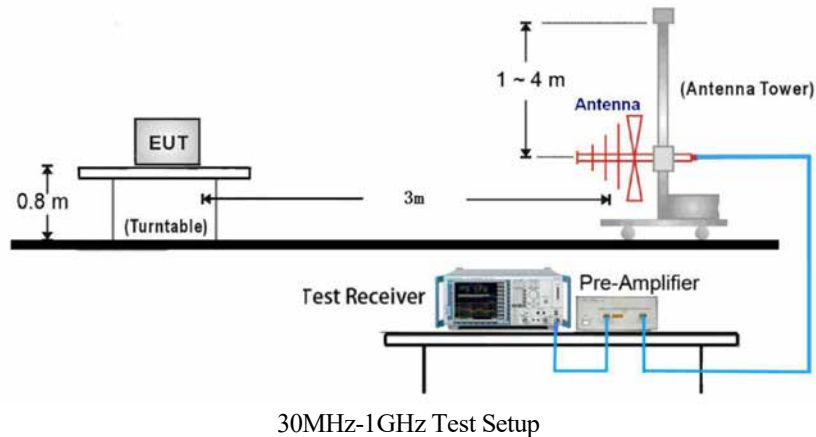 1 ~ 4 m
(Antenna Tower)
Antenna
EUT
0.8 m
3m
(Turntable)
Test Receiver
Pre-Amplifier
30MHz-1GHz Test Setup